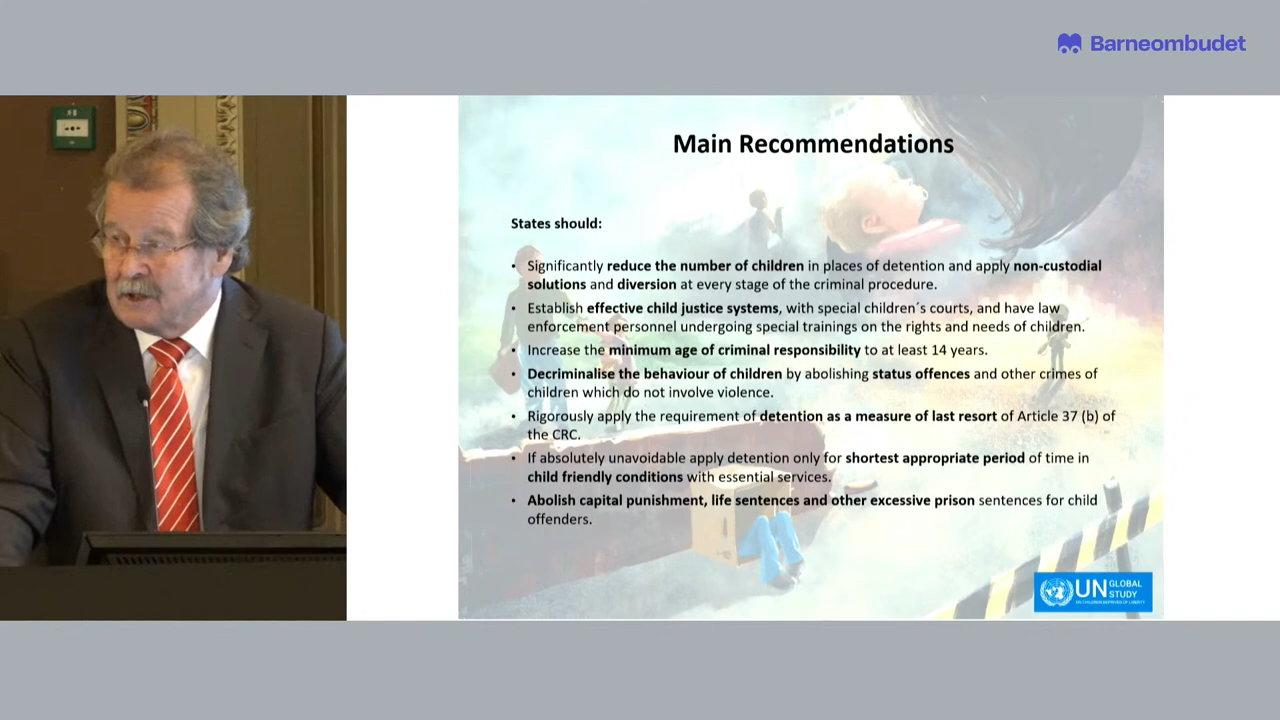 Barneombudet
Main Recommendations
States should:
• Significantly reduce the number of children in places of detention and apply non-custodial
solutions and diversion at every stage of the criminal procedure.
• Establish effective child justice systems, with special children´s courts, and have law
enforcement personnel undergoing special trainings on the rights and needs of children.
• Increase the minimum age of criminal responsibility to at least 14 years.
• Decriminalise the behaviour of children by abolishing status offences and other crimes of
children which do not involve violence.
• Rigorously apply the requirement of detention as a measure of last resort of Article 37 (b) of
the CRC.
• If absolutely unavoidable apply detention only for shortest appropriate period of time in
child friendly conditions with essential services.
• Abolish capital punishment, life sentences and other excessive prison sentences for child
offenders.
UN GLOBAL
STUDY
ON CHILDREN DEPRIVED OF LIBERTY